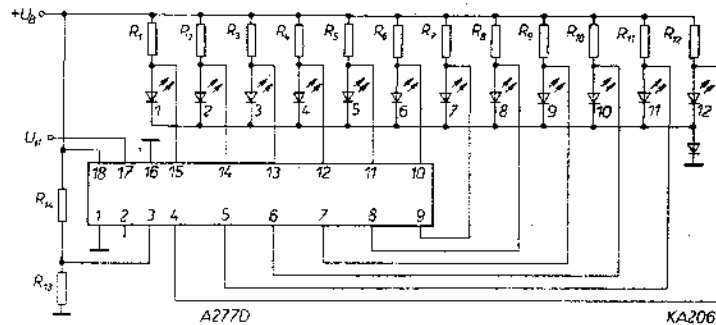 +U_B
R₁ R₂ R₃ R₄ R₅ R₆ R₇ R₈ R₉ R₁₀ R₁₁ R₁₂
1 2 3 4 5 6 7 8 9 10 11 12
18 17 16 15 14 13 12 11 10
R₁₄
1 2 3 4 5 6 7 8 9
R₁₃
A277D KA206